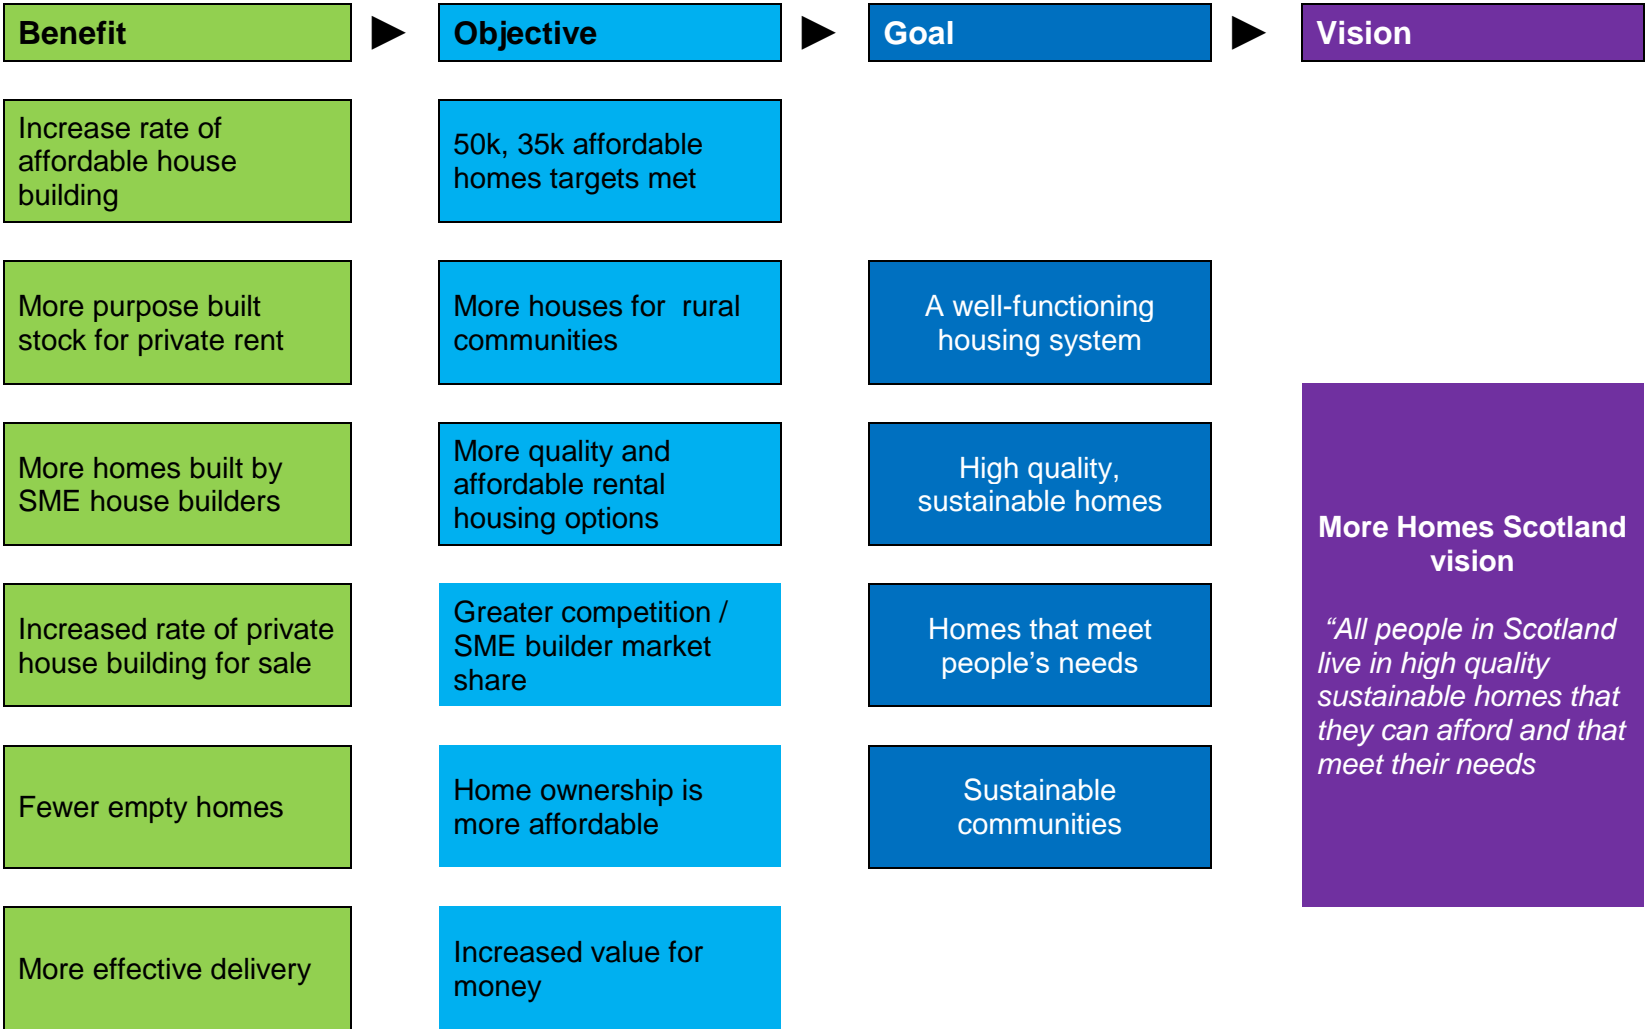 Benefit
Objective
Goal
Vision
Increase rate of
affordable house
building
50k, 35k affordable
homes targets met
More purpose built
stock for private rent
More houses for rural
communities
A well-functioning
housing system
More homes built by
SME house builders
More quality and
affordable rental
housing options
High quality,
sustainable homes
Increased rate of private
house building for sale
Greater competition /
SME builder market
share
Homes that meet
people's needs
Fewer empty homes
Home ownership is
more affordable
Sustainable
communities
More effective delivery
Increased value for
money
More Homes Scotland
vision
“All people in Scotland
live in high quality
sustainable homes that
they can afford and that
meet their needs